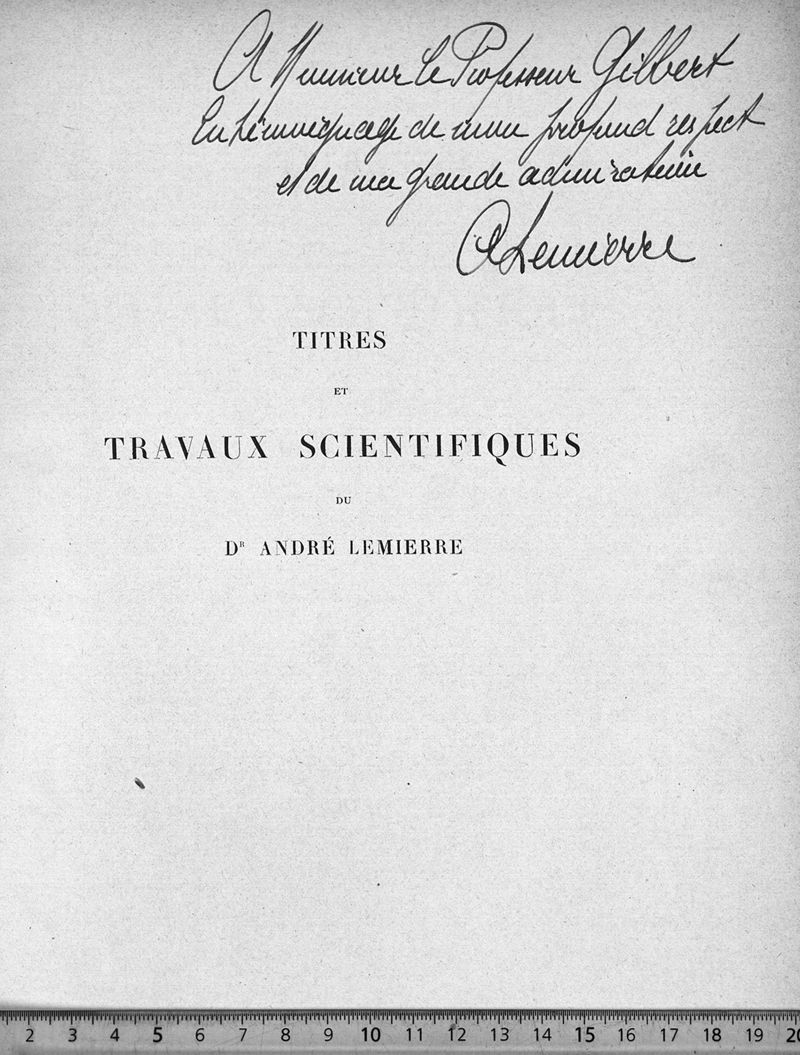 A Monsieur le Professeur Gilbert
En témoignage de mon profond respect
et de ma grande admiration
A Lemierre
TITRES
ET
TRAVAUX SCIENTIFIQUES
DU
DR ANDRÉ LEMIERRE
2 3 4 5 6 7 8 9 10 11 12 13 14 15 16 17 18 19 20